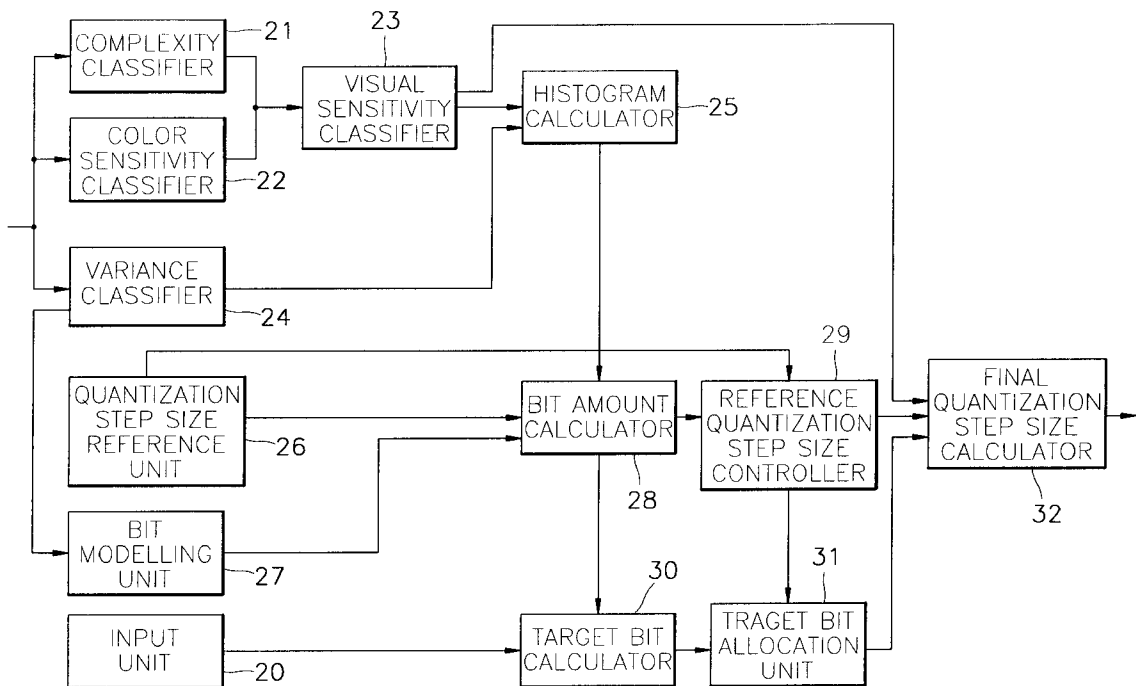 COMPLEXITY
CLASSIFIER
21
COLOR
SENSITIVITY
CLASSIFIER
22
23
VISUAL
SENSITIVITY
CLASSIFIER
HISTOGRAM
CALCULATOR
25
VARIANCE
CLASSIFIER
24
QUANTIZATION
STEP SIZE
REFERENCE
UNIT
26
BIT AMOUNT
CALCULATOR
28
29
REFERENCE
QUANTIZATION
STEP SIZE
CONTROLLER
FINAL
QUANTIZATION
STEP SIZE
CALCULATOR
32
BIT
MODELLING
UNIT
27
INPUT
UNIT
20
30
TARGET BIT
CALCULATOR
31
TRAGET BIT
ALLOCATION
UNIT